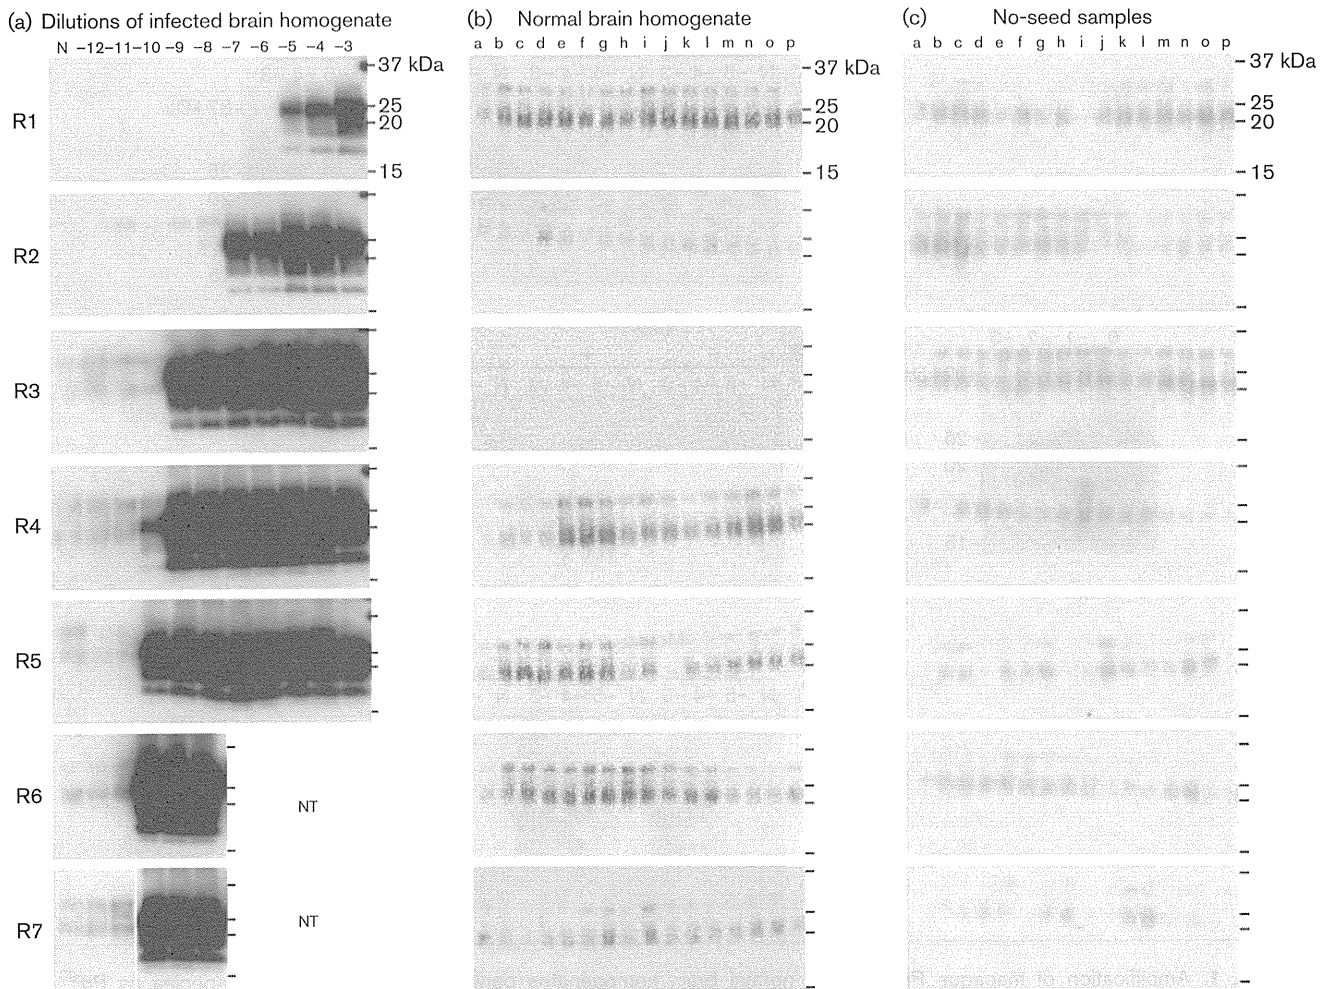 (a) Dilutions of infected brain homogenate
N –12–11–10 –9 –8 –7 –6 –5 –4 –3
37 kDa
25
20
15
(b) Normal brain homogenate
a b c d e f g h i j k l m n o p
37 kDa
25
20
15
(c) No-seed samples
a b c d e f g h i j k l m n o p
37 kDa
25
20
15
R1
R2
R3
R4
R5
R6
NT
R7
NT